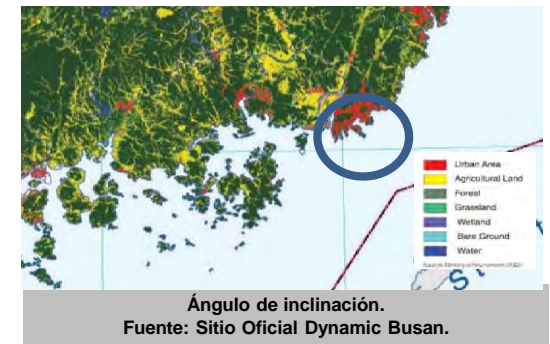 Urban Area
Agricultural Land
Forest
Grassland
Wetland
Bare Ground
Water
Ángulo de inclinación.
Fuente: Sitio Oficial Dynamic Busan.